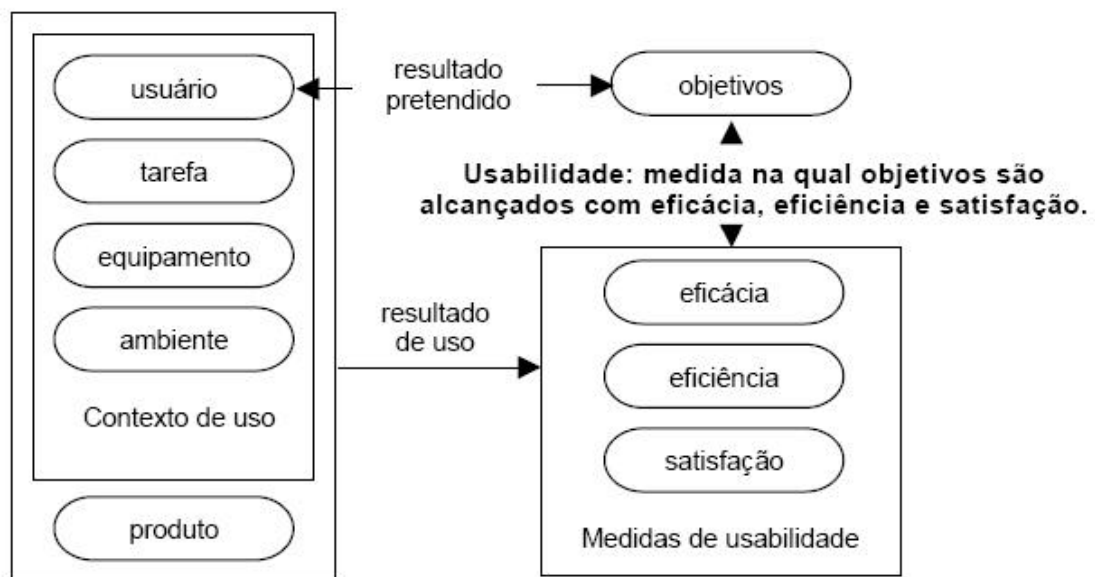 usuário
tarefa
equipamento
ambiente
Contexto de uso
produto
resultado
pretendido
objetivos
Usabilidade: medida na qual objetivos são
alcançados com eficácia, eficiência e satisfação.
resultado
de uso
eficácia
eficiência
satisfação
Medidas de usabilidade